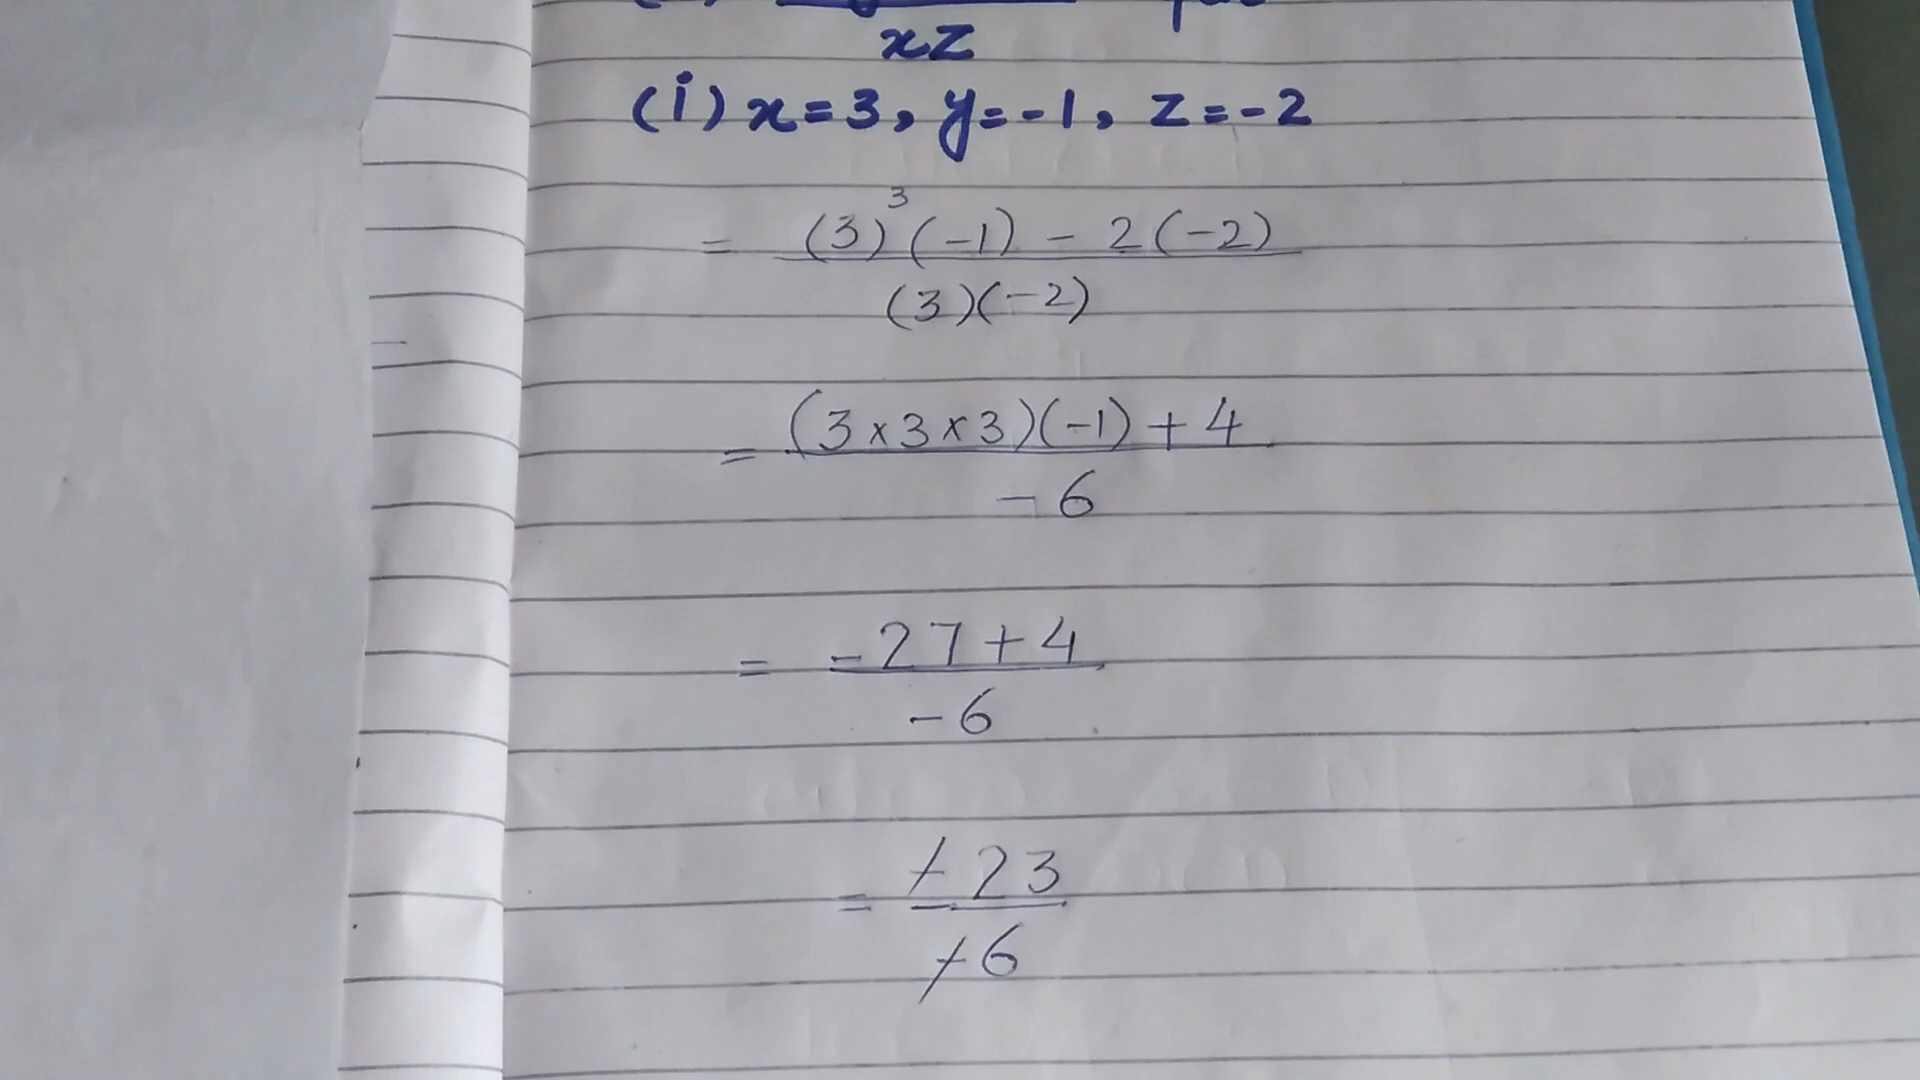 xz
(i) x=3, y=-1, z=-2
= (3)³(-1) - 2(-2)
(3)(-2)
= (3×3×3)(-1) + 4
-6
= -27+4
-6
= -23
-6